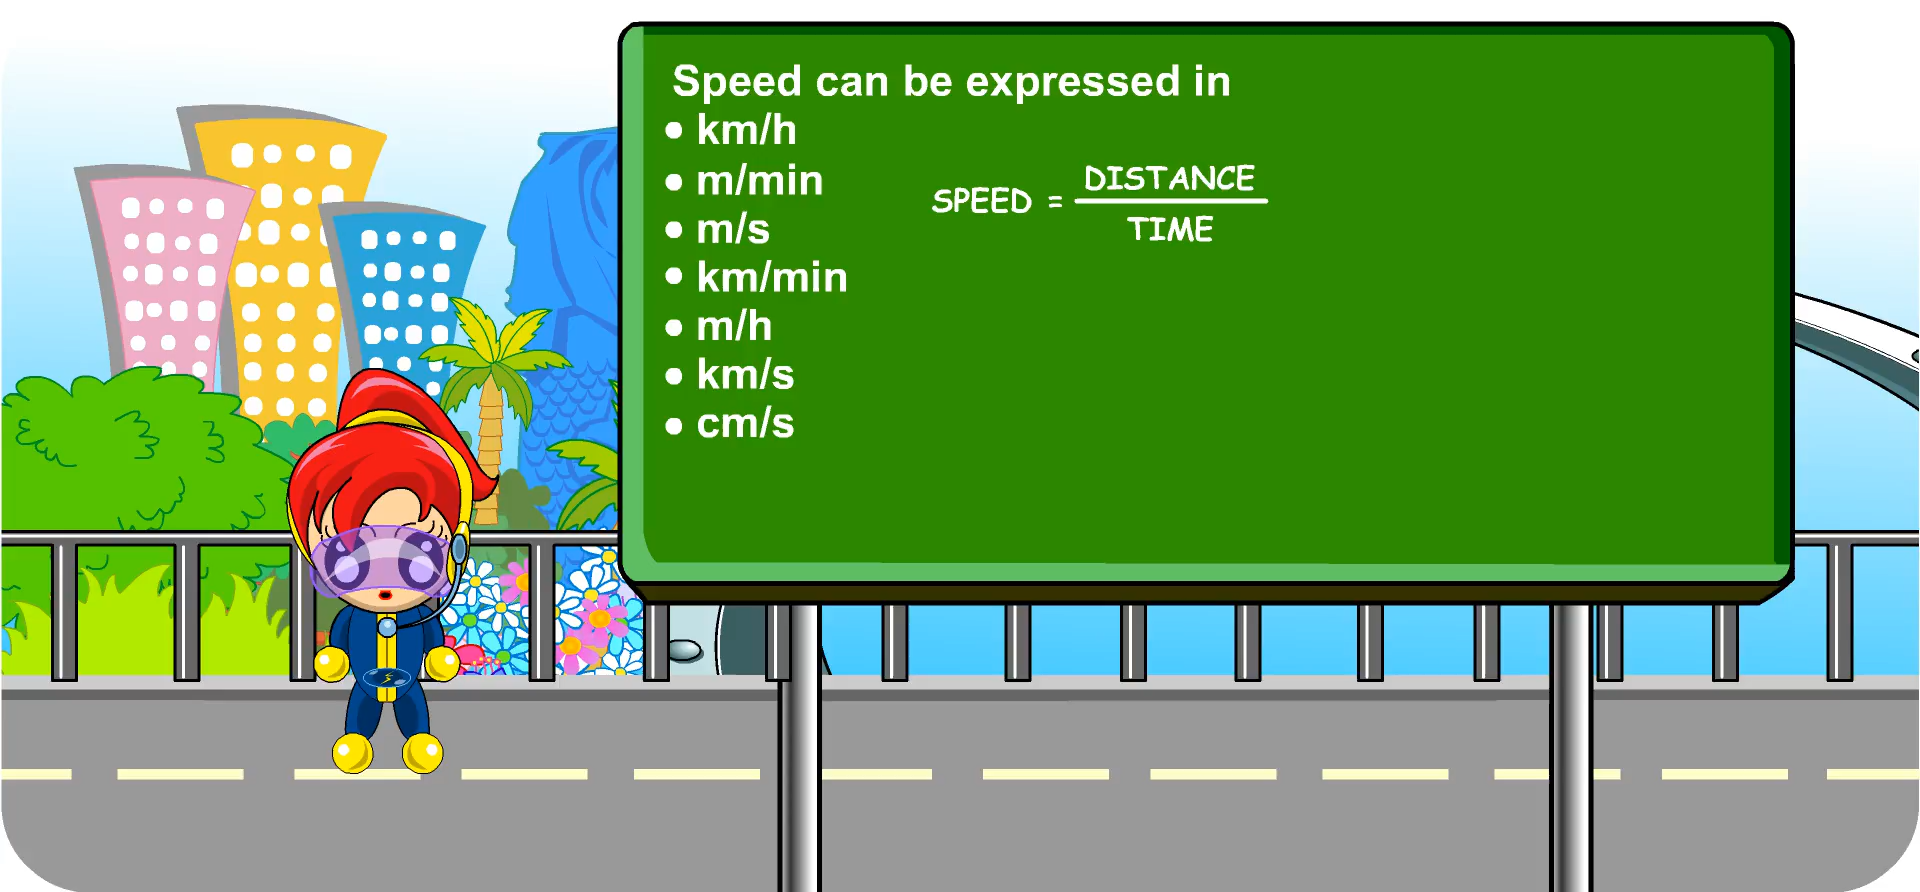 Speed can be expressed in
• km/h
• m/min
• m/s
• km/min
• m/h
• km/s
• cm/s
SPEED = DISTANCE
TIME